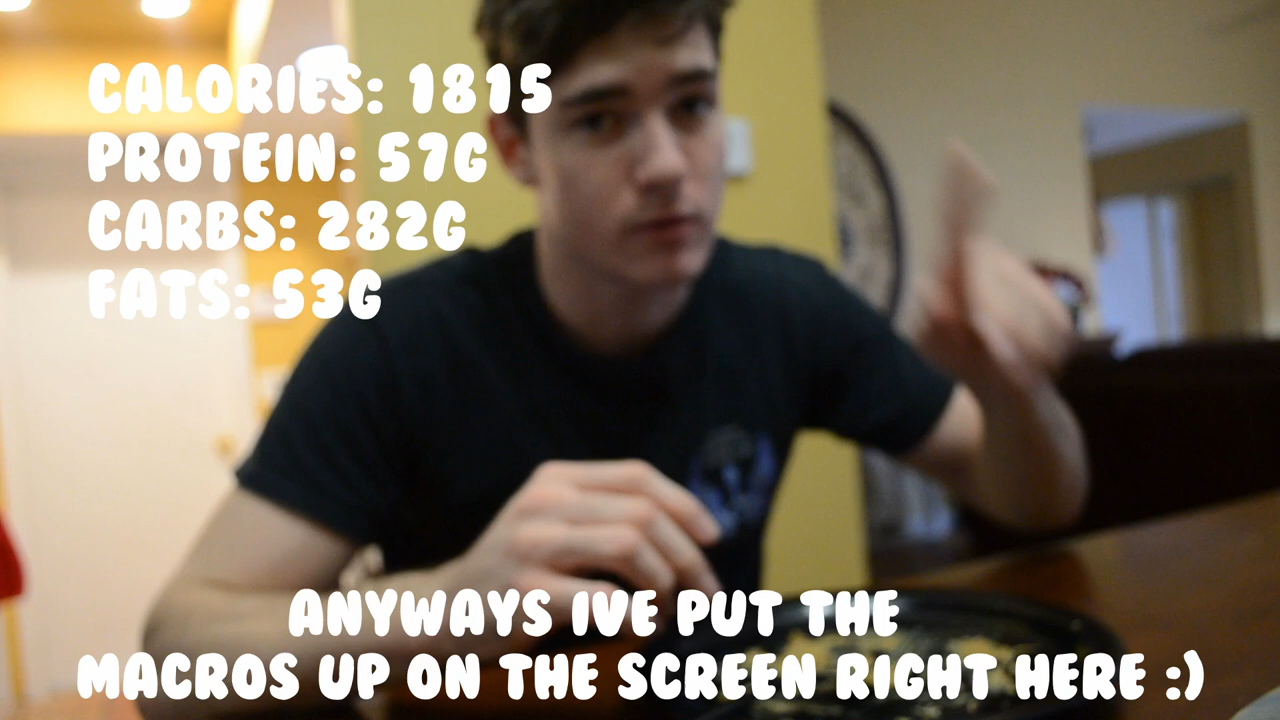 CALORIES: 1815
PROTEIN: 57G
CARBS: 282G
FATS: 53G
ANYWAYS IVE PUT THE
MACROS UP ON THE SCREEN RIGHT HERE :)